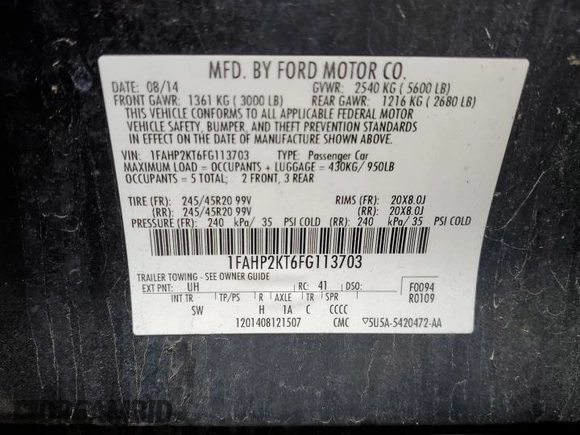 MFD. BY FORD MOTOR CO.
DATE: 08/14 GVWR: 2540 KG ( 5600 LB)
FRONT GAWR: 1361 KG ( 3000 LB) REAR GAWR: 1216 KG ( 2680 LB)
THIS VEHICLE CONFORMS TO ALL APPLICABLE FEDERAL MOTOR
VEHICLE SAFETY, BUMPER, AND THEFT PREVENTION STANDARDS
IN EFFECT ON THE DATE OF MANUFACTURE SHOWN ABOVE.
VIN: 1FAHP2KT6FG113703 TYPE: Passenger Car
MAXIMUM LOAD = OCCUPANTS + LUGGAGE = 430KG/ 950LB
OCCUPANTS = 5 TOTAL; 2 FRONT, 3 REAR
TIRE (FR): 245/45R20 99V RIMS (FR): 20X8.0J
(RR): 245/45R20 99V (RR): 20X8.0J
PRESSURE (FR): 240 kPa/ 35 PSI COLD (RR): 240 kPa/ 35 PSI COLD
1FAHP2KT6FG113703
TRAILER TOWING - SEE OWNER GUIDE
EXT PNT: UH RC: 41 DSO: F0094
R0109
INT TR TP/PS R AXLE TR SPR
SW H 1A C CCCC
1201408121507 CMC 5U5A-5420472-AA
DREAMRID